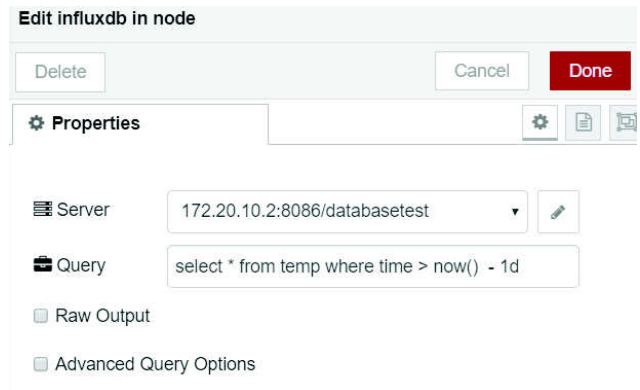 Edit influxdb in node
Delete Cancel Done
Properties
Server 172.20.10.2:8086/databasetest
Query select * from temp where time > now() - 1d
Raw Output
Advanced Query Options